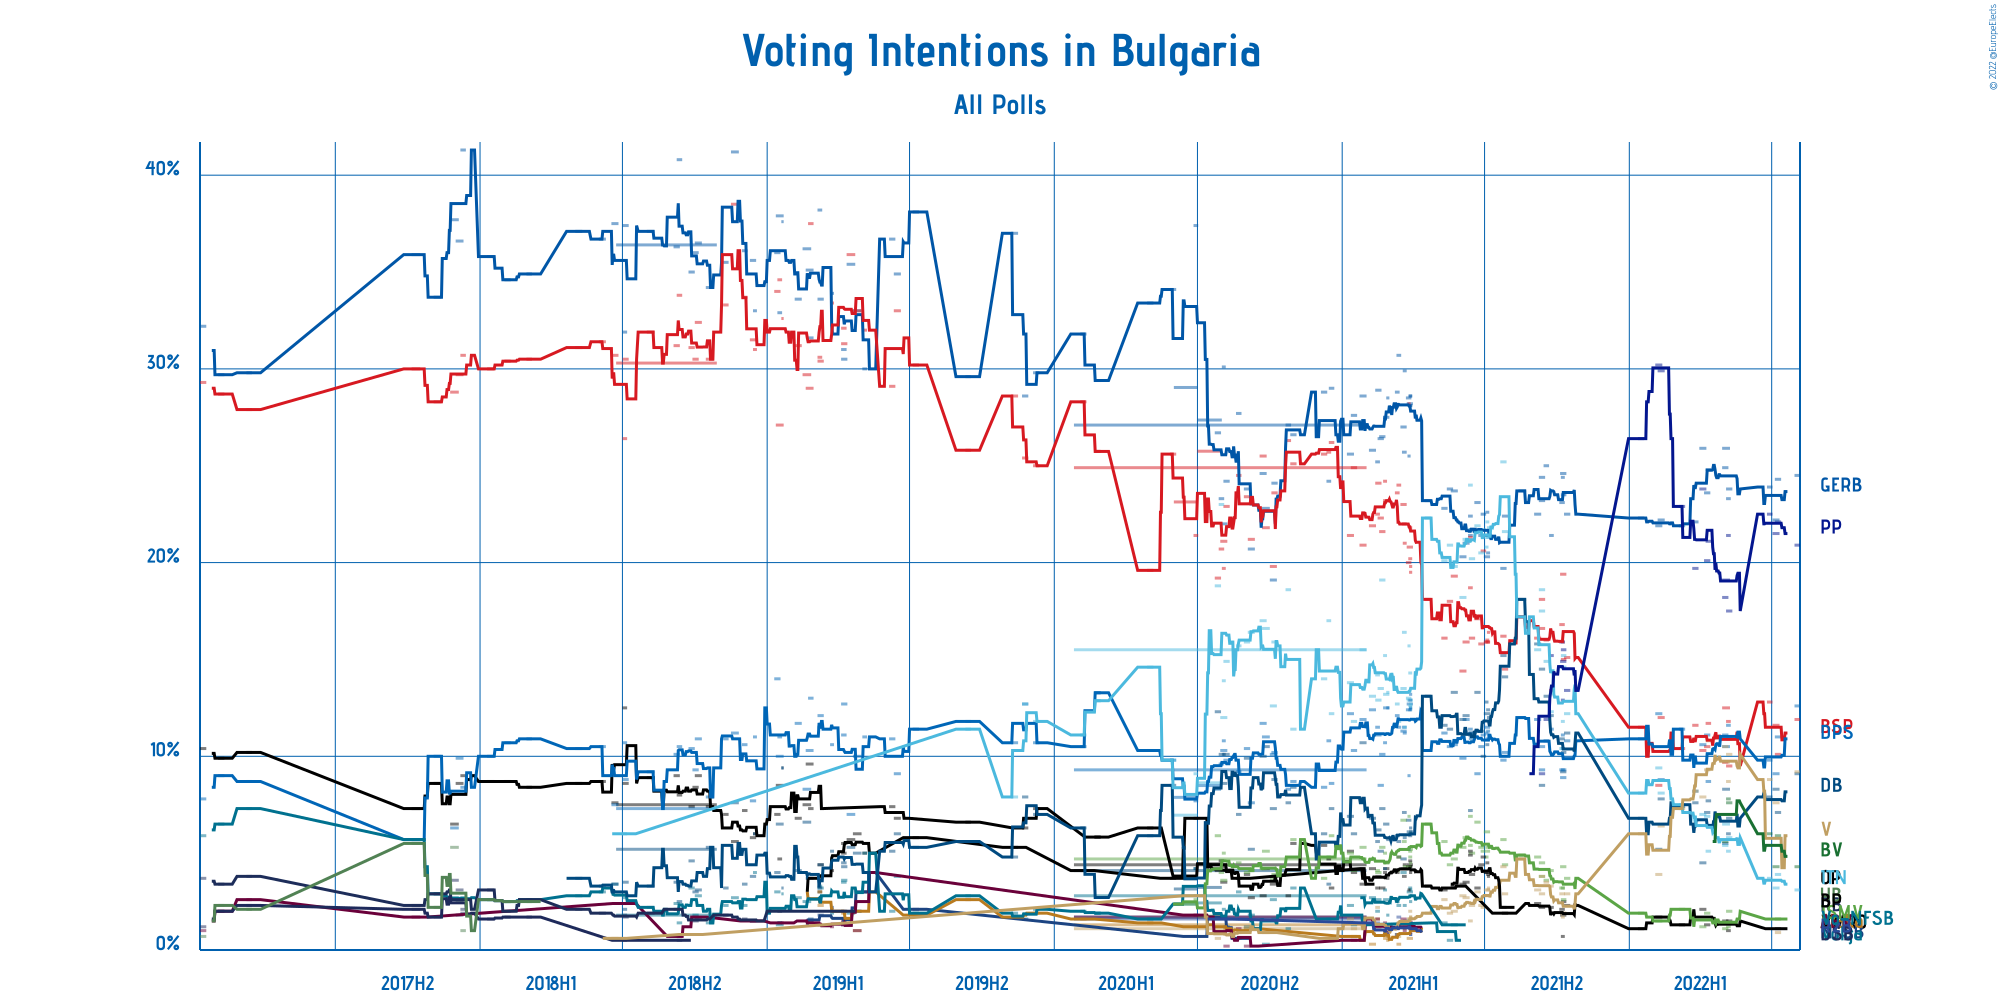 Voting Intentions in Bulgaria
All Polls
© 2022 @EuropeElects
40%
30%
20%
10%
0%
GERB
PP
BSP
BPS
DB
V
BV
2017H2
2018H1
2018H2
2019H1
2019H2
2020H1
2020H2
2021H1
2021H2
2022H1